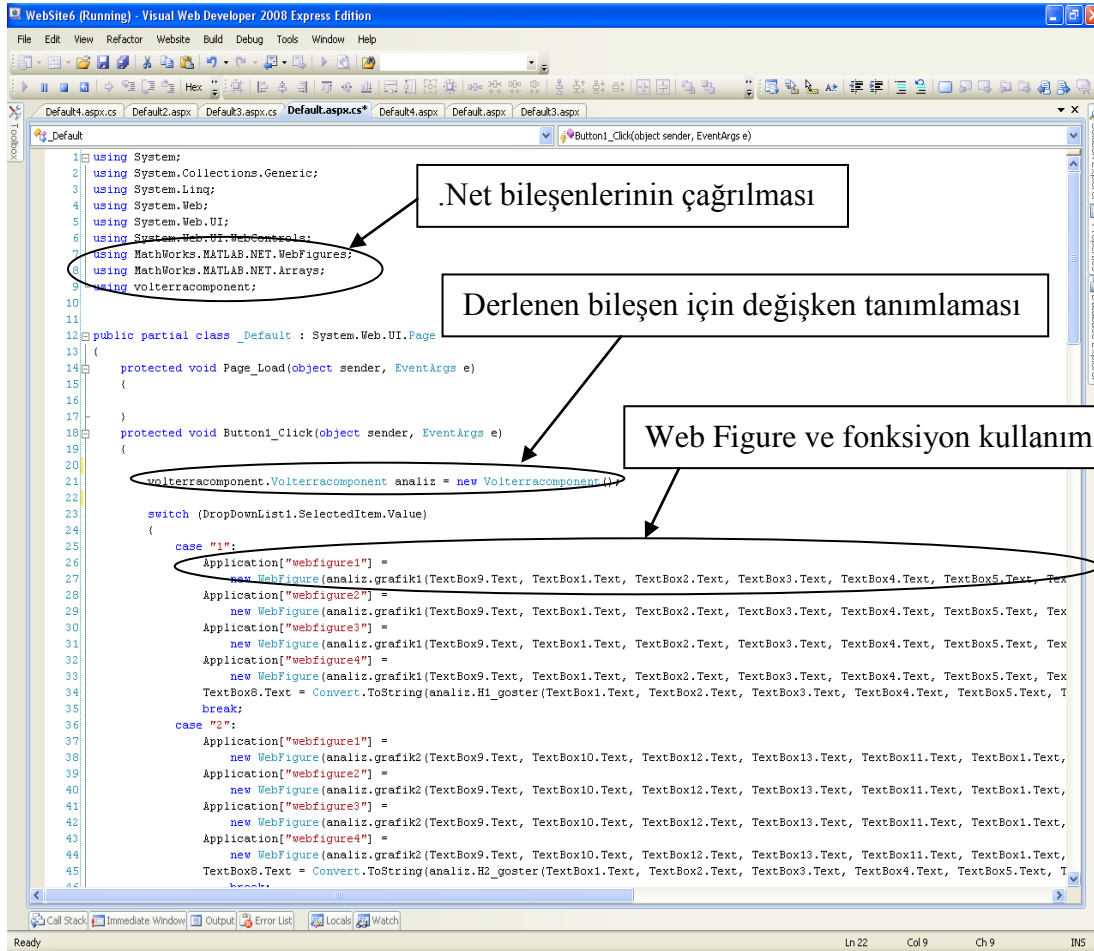 WebSite6 (Running) - Visual Web Developer 2008 Express Edition
File Edit View Refactor Website Build Debug Tools Window Help
Hex
Default4.aspx.cs Default2.aspx Default3.aspx.cs Default.aspx.cs* Default4.aspx Default.aspx Default3.aspx
Toolbox
_Default
Button1_Click(object sender, EventArgs e)
1 using System;
2 using System.Collections.Generic;
3 using System.Linq;
4 using System.Web;
5 using System.Web.UI;
6 using System.Web.UI.WebControls;
7 using MathWorks.MATLAB.NET.WebFigures;
8 using MathWorks.MATLAB.NET.Arrays;
9 using volterracomponent;
10
11
12 public partial class _Default : System.Web.UI.Page
13 {
14 protected void Page_Load(object sender, EventArgs e)
15 {
16
17 }
18 protected void Button1_Click(object sender, EventArgs e)
19 {
20
21 volterracomponent.Volterracomponent analiz = new Volterracomponent();
22
23 switch (DropDownList1.SelectedItem.Value)
24 {
25 case "1":
26 Application["webfigure1"] =
27 new WebFigure(analiz.grafik1(TextBox9.Text, TextBox1.Text, TextBox2.Text, TextBox3.Text, TextBox4.Text, TextBox5.Text, Tex
28 Application["webfigure2"] =
29 new WebFigure(analiz.grafik1(TextBox9.Text, TextBox1.Text, TextBox2.Text, TextBox3.Text, TextBox4.Text, TextBox5.Text, Tex
30 Application["webfigure3"] =
31 new WebFigure(analiz.grafik1(TextBox9.Text, TextBox1.Text, TextBox2.Text, TextBox3.Text, TextBox4.Text, TextBox5.Text, Tex
32 Application["webfigure4"] =
33 new WebFigure(analiz.grafik1(TextBox9.Text, TextBox1.Text, TextBox2.Text, TextBox3.Text, TextBox4.Text, TextBox5.Text, Tex
34 TextBox8.Text = Convert.ToString(analiz.H1_goster(TextBox1.Text, TextBox2.Text, TextBox3.Text, TextBox4.Text, TextBox5.Text, T
35 break;
36 case "2":
37 Application["webfigure1"] =
38 new WebFigure(analiz.grafik2(TextBox9.Text, TextBox10.Text, TextBox12.Text, TextBox13.Text, TextBox11.Text, TextBox1.Text,
39 Application["webfigure2"] =
40 new WebFigure(analiz.grafik2(TextBox9.Text, TextBox10.Text, TextBox12.Text, TextBox13.Text, TextBox11.Text, TextBox1.Text,
41 Application["webfigure3"] =
42 new WebFigure(analiz.grafik2(TextBox9.Text, TextBox10.Text, TextBox12.Text, TextBox13.Text, TextBox11.Text, TextBox1.Text,
43 Application["webfigure4"] =
44 new WebFigure(analiz.grafik2(TextBox9.Text, TextBox10.Text, TextBox12.Text, TextBox13.Text, TextBox11.Text, TextBox1.Text,
45 TextBox8.Text = Convert.ToString(analiz.H2_goster(TextBox1.Text, TextBox2.Text, TextBox3.Text, TextBox4.Text, TextBox5.Text, T
46 break;
.Net bileşenlerinin çağrılması
Derlenen bileşen için değişken tanımlaması
Web Figure ve fonksiyon kullanım
Call Stack Immediate Window Output Error List Locals Watch
Ready Ln 22 Col 9 Ch 9 INS